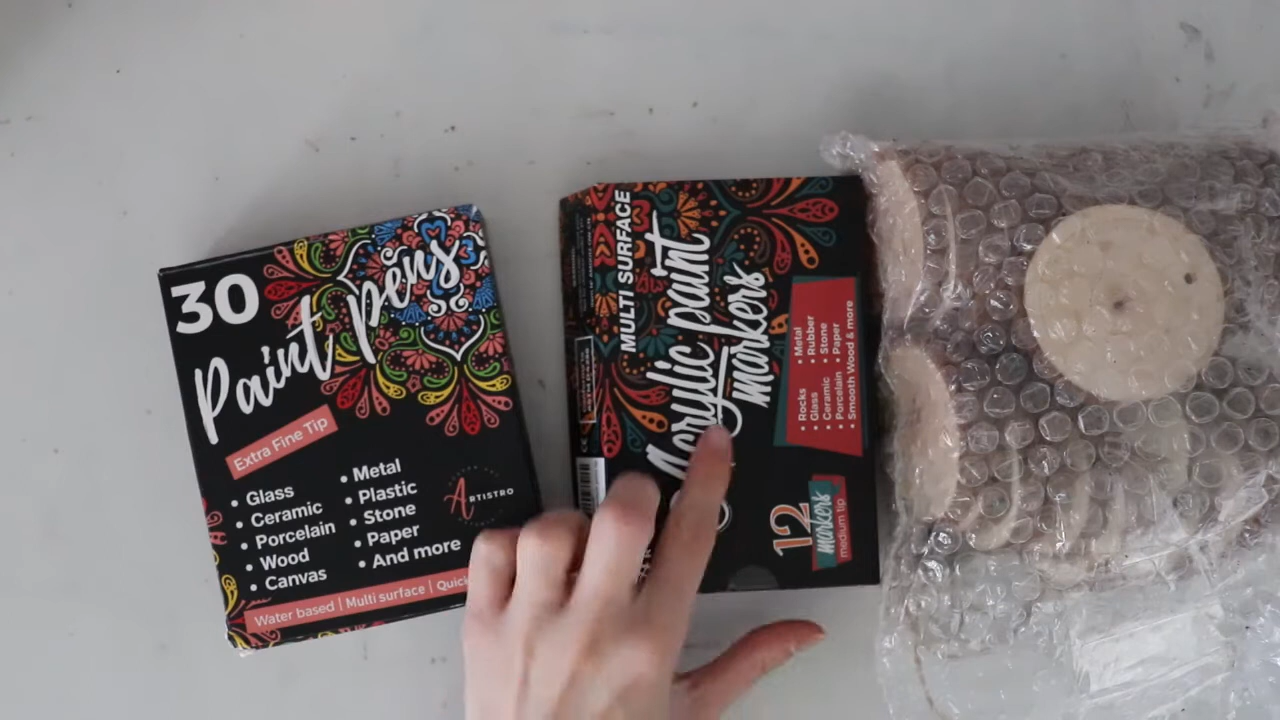 30
Paint Pens
Extra Fine Tip
• Glass
• Ceramic
• Porcelain
• Wood
• Canvas
• Metal
• Plastic
• Stone
• Paper
• And more
ARTISTRO
Water based | Multi surface | Quick
MULTI SURFACE
Acrylic paint
markers
• Rocks
• Glass
• Ceramic
• Porcelain
• Smooth Wood & more
• Metal
• Rubber
• Stone
• Paper
12
markers
medium tip